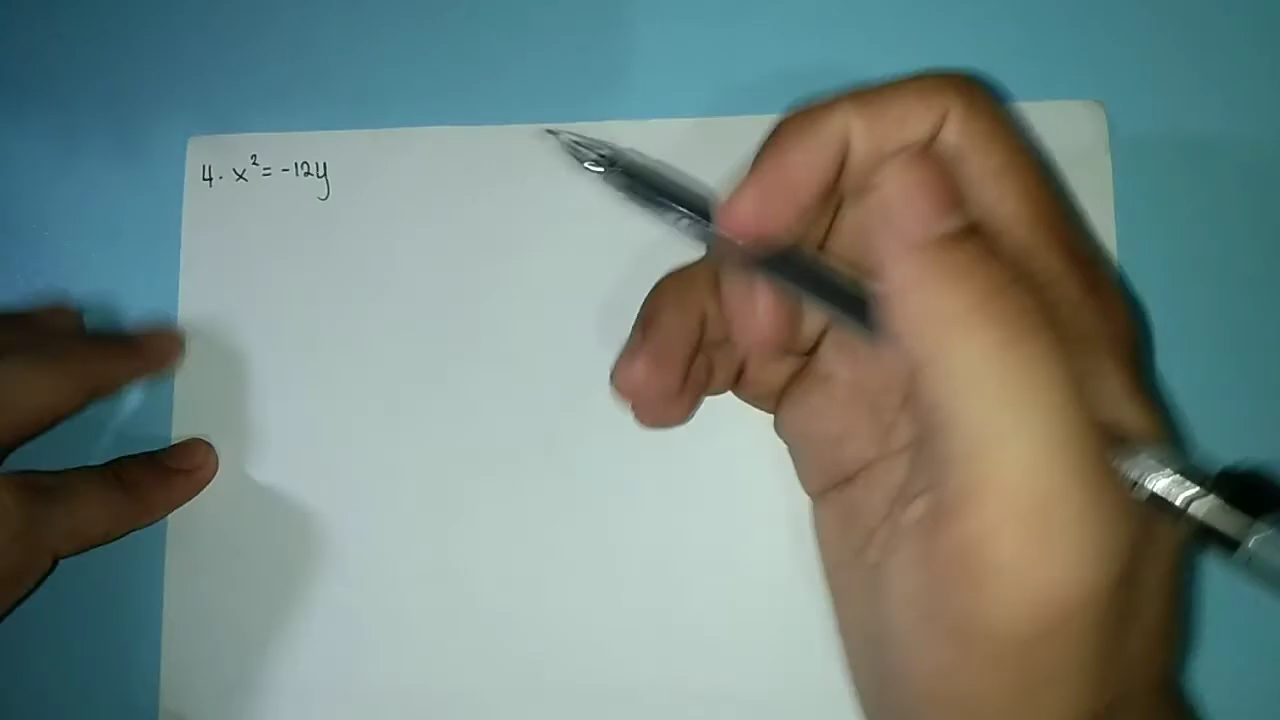 4. x² = -12y